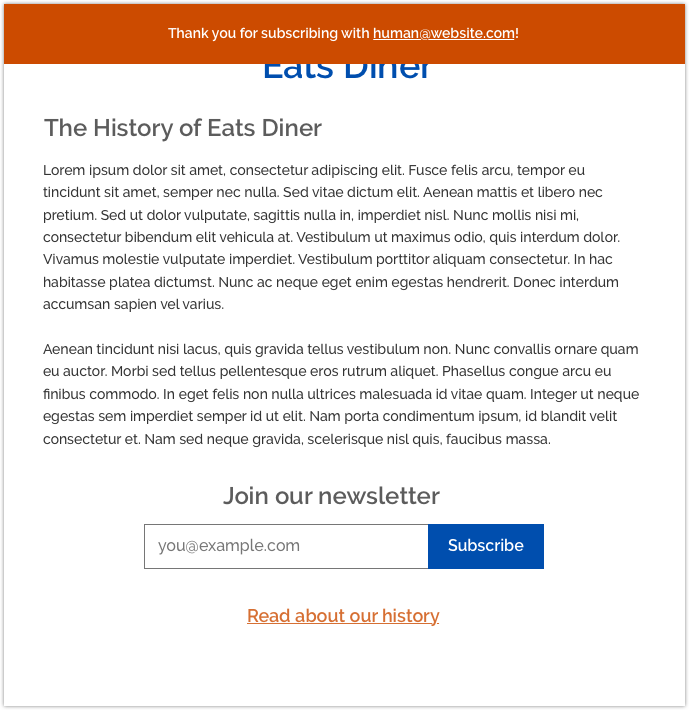 Thank you for subscribing with human@website.com!
Eats Diner
The History of Eats Diner
Lorem ipsum dolor sit amet, consectetur adipiscing elit. Fusce felis arcu, tempor eu
tincidunt sit amet, semper nec nulla. Sed vitae dictum elit. Aenean mattis et libero nec
pretium. Sed ut dolor vulputate, sagittis nulla in, imperdiet nisl. Nunc mollis nisi mi,
consectetur bibendum elit vehicula at. Vestibulum ut maximus odio, quis interdum dolor.
Vivamus molestie vulputate imperdiet. Vestibulum porttitor aliquam consectetur. In hac
habitasse platea dictumst. Nunc ac neque eget enim egestas hendrerit. Donec interdum
accumsan sapien vel varius.
Aenean tincidunt nisi lacus, quis gravida tellus vestibulum non. Nunc convallis ornare quam
eu auctor. Morbi sed tellus pellentesque eros rutrum aliquet. Phasellus congue arcu eu
finibus commodo. In eget felis non nulla ultrices malesuada id vitae quam. Integer ut neque
egestas sem imperdiet semper id ut elit. Nam porta condimentum ipsum, id blandit velit
consectetur et. Nam sed neque gravida, scelerisque nisl quis, faucibus massa.
Join our newsletter
you@example.com Subscribe
Read about our history